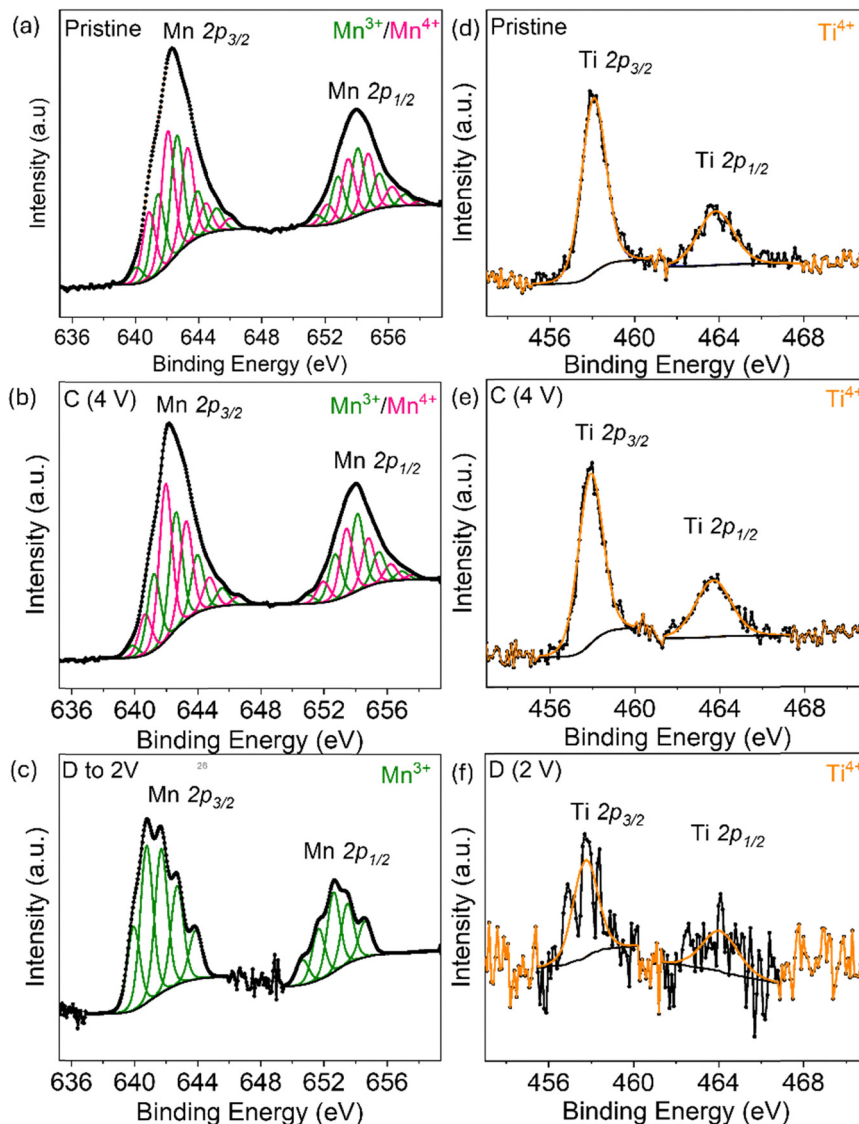 (a) Pristine
Mn 2p3/2
Mn³⁺/Mn⁴⁺
Mn 2p1/2
Intensity (a.u)
636 640 644 648 652 656
Binding Energy (eV)
(d) Pristine
Ti⁴⁺
Ti 2p3/2
Ti 2p1/2
Intensity (a.u.)
456 460 464 468
Binding Energy (eV)
(b) C (4 V)
Mn 2p3/2
Mn³⁺/Mn⁴⁺
Mn 2p1/2
Intensity (a.u.)
636 640 644 648 652 656
Binding Energy (eV)
(e) C (4 V)
Ti⁴⁺
Ti 2p3/2
Ti 2p1/2
Intensity (a.u.)
456 460 464 468
Binding Energy (eV)
(c) D to 2V
Mn³⁺
Mn 2p3/2
Mn 2p1/2
Intensity (a.u.)
636 640 644 648 652 656
Binding Energy (eV)
(f) D (2 V)
Ti⁴⁺
Ti 2p3/2
Ti 2p1/2
Intensity (a.u.)
456 460 464 468
Binding Energy (eV)